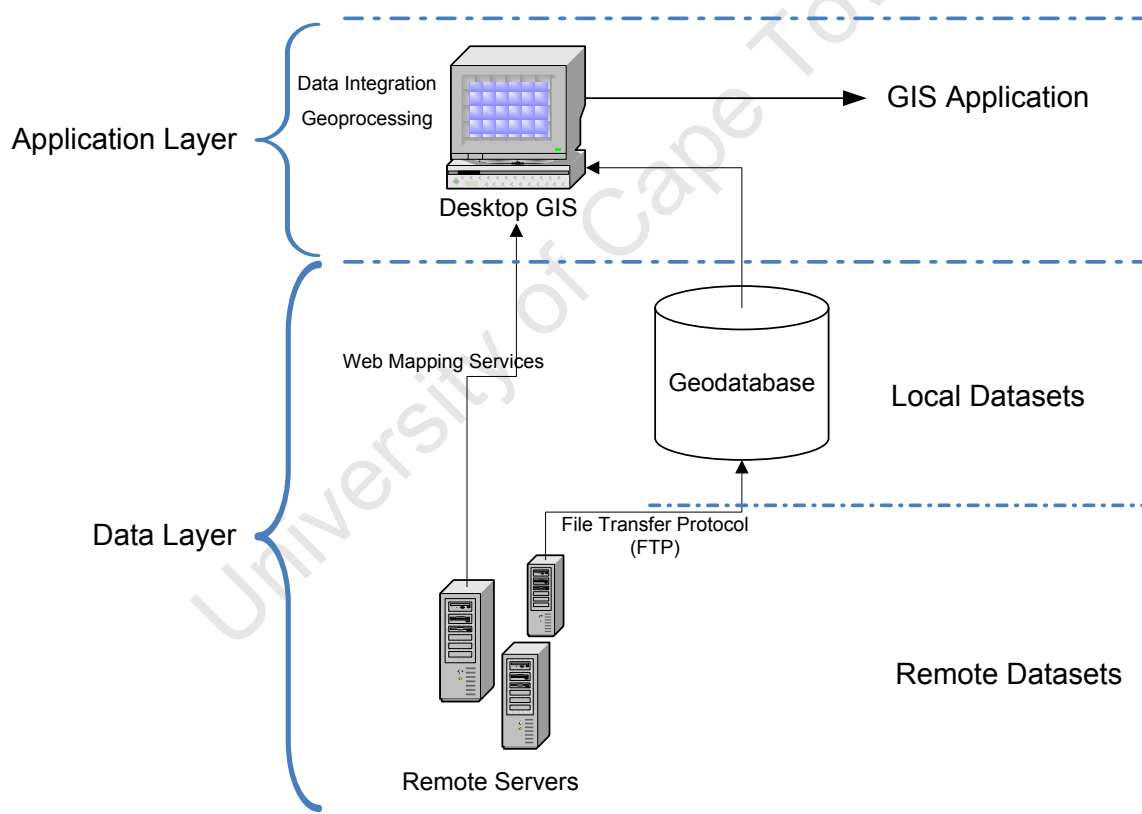 Data Integration
Geoprocessing
GIS Application
Application Layer
Desktop GIS
Web Mapping Services
Geodatabase
Local Datasets
File Transfer Protocol
(FTP)
Data Layer
Remote Datasets
Remote Servers
University of Cape Tow